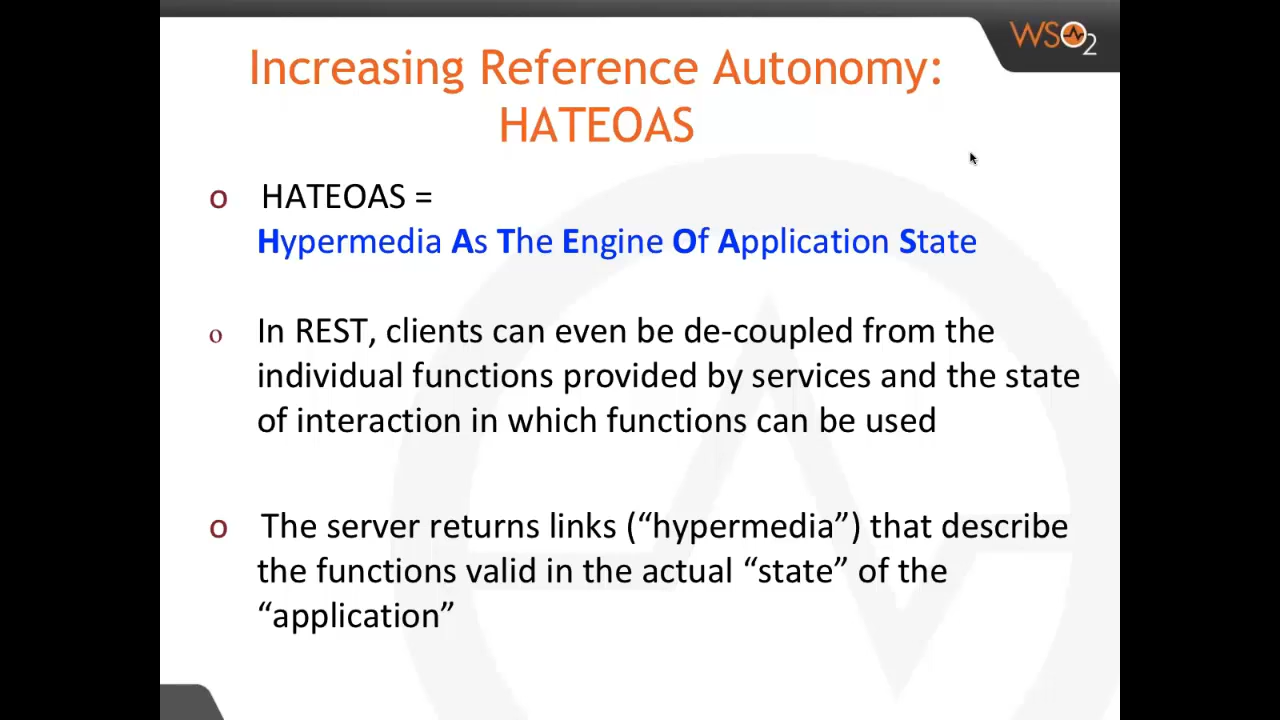 WSO2
Increasing Reference Autonomy:
HATEOAS
o HATEOAS =
Hypermedia As The Engine Of Application State
o In REST, clients can even be de-coupled from the
individual functions provided by services and the state
of interaction in which functions can be used
o The server returns links (“hypermedia”) that describe
the functions valid in the actual “state” of the
“application”